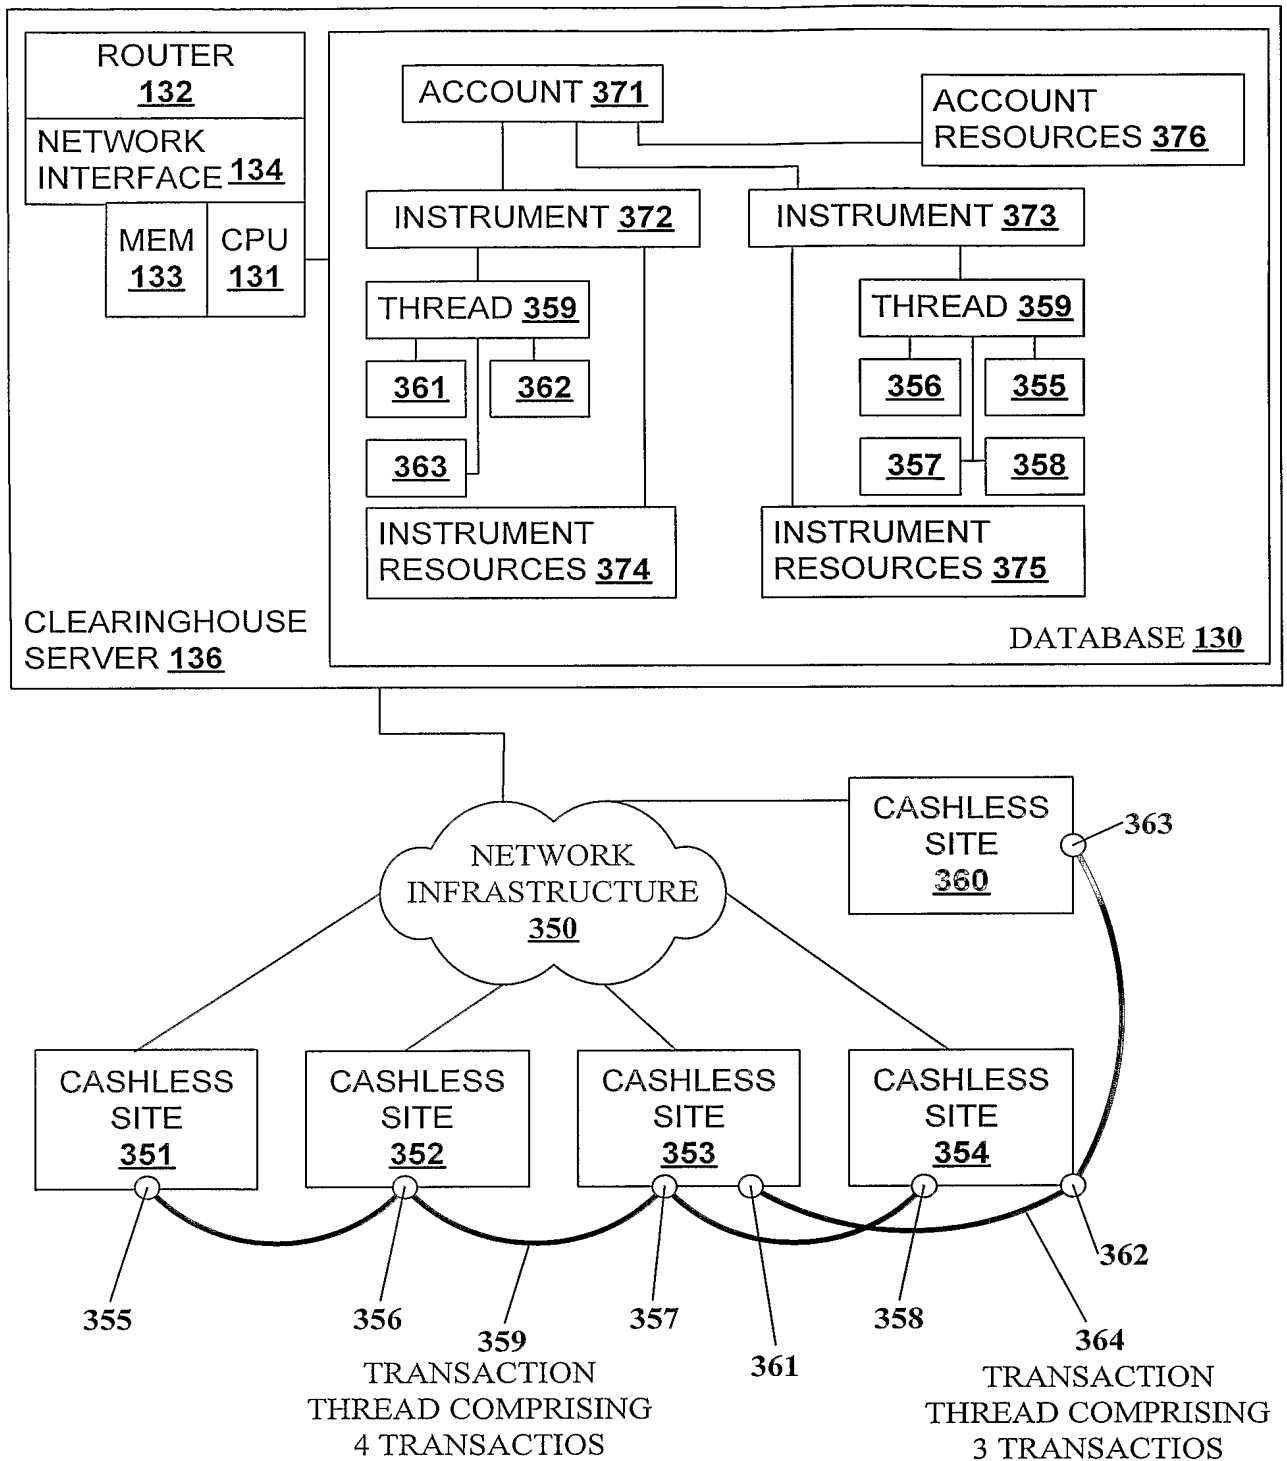 ROUTER
132
NETWORK
INTERFACE 134
MEM
133
CPU
131
ACCOUNT 371
ACCOUNT
RESOURCES 376
INSTRUMENT 372
INSTRUMENT 373
THREAD 359
THREAD 359
361
362
363
356
355
357
358
INSTRUMENT
RESOURCES 374
INSTRUMENT
RESOURCES 375
CLEARINGHOUSE
SERVER 136
DATABASE 130
NETWORK
INFRASTRUCTURE
350
CASHLESS
SITE
360
363
CASHLESS
SITE
351
CASHLESS
SITE
352
CASHLESS
SITE
353
CASHLESS
SITE
354
355
356
359
357
361
358
362
364
TRANSACTION
THREAD COMPRISING
4 TRANSACTIOS
TRANSACTION
THREAD COMPRISING
3 TRANSACTIOS